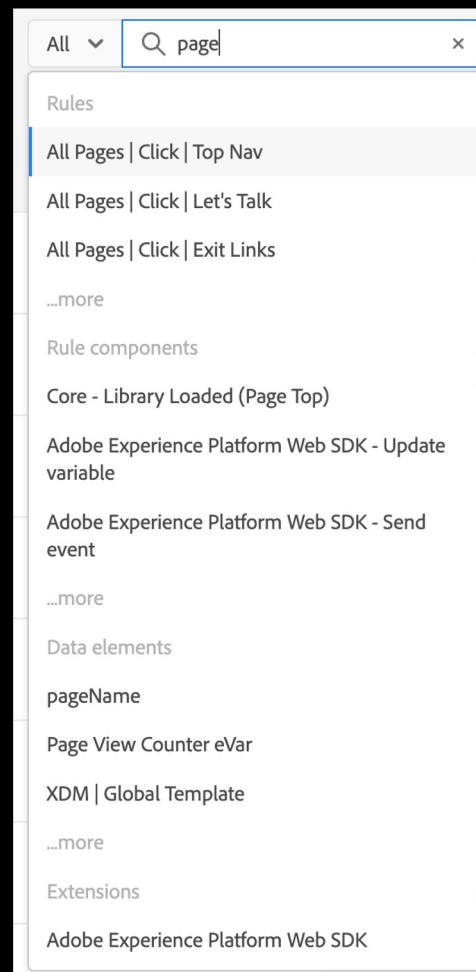 All
page
Rules
All Pages | Click | Top Nav
All Pages | Click | Let's Talk
All Pages | Click | Exit Links
...more
Rule components
Core - Library Loaded (Page Top)
Adobe Experience Platform Web SDK - Update
variable
Adobe Experience Platform Web SDK - Send
event
...more
Data elements
pageName
Page View Counter eVar
XDM | Global Template
...more
Extensions
Adobe Experience Platform Web SDK